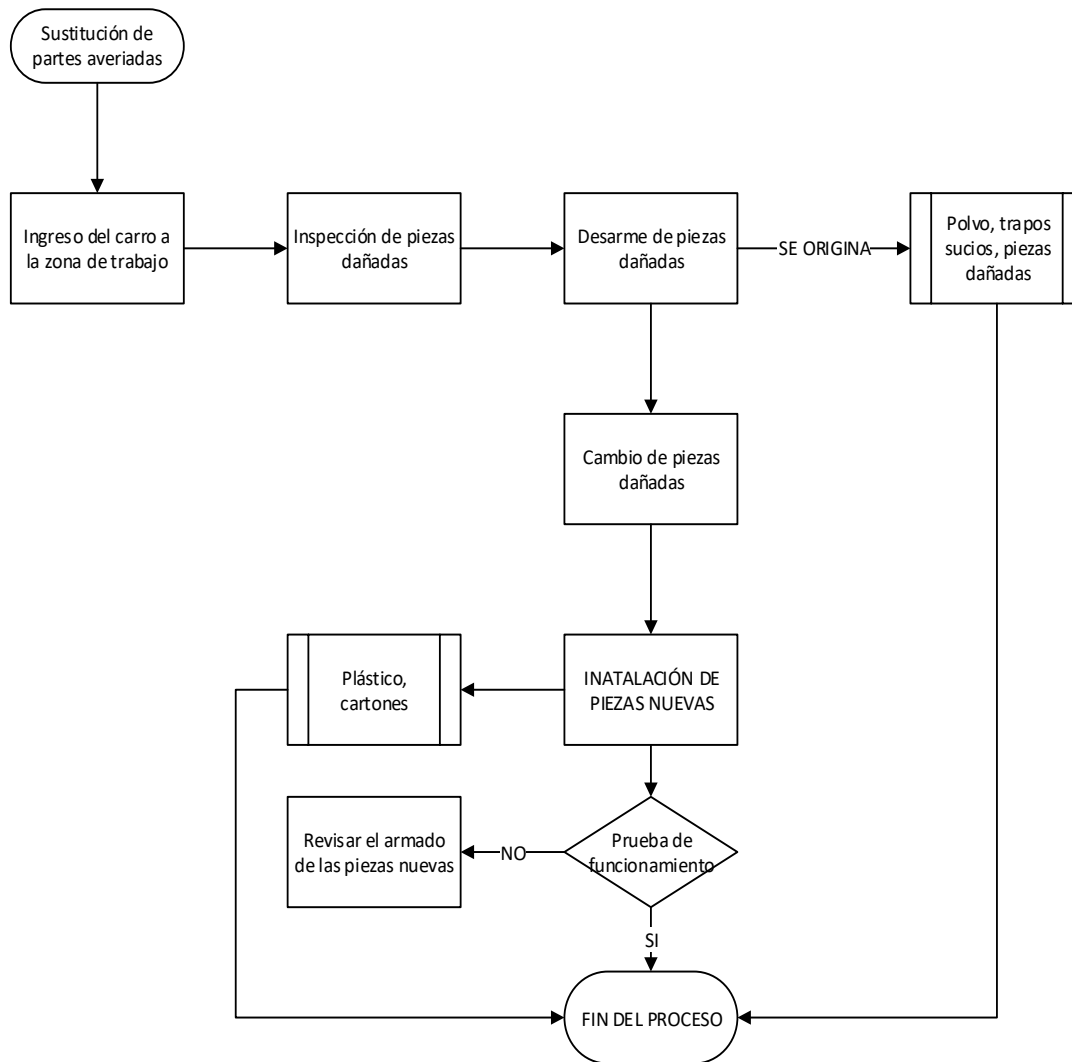 Sustitución de
partes averiadas
Ingreso del carro a
la zona de trabajo
Inspección de piezas
dañadas
Desarme de piezas
dañadas
SE ORIGINA
Polvo, trapos
sucios, piezas
dañadas
Cambio de piezas
dañadas
Plástico,
cartones
INATALACIÓN DE
PIEZAS NUEVAS
Revisar el armado
de las piezas nuevas
NO
Prueba de
funcionamiento
SI
FIN DEL PROCESO